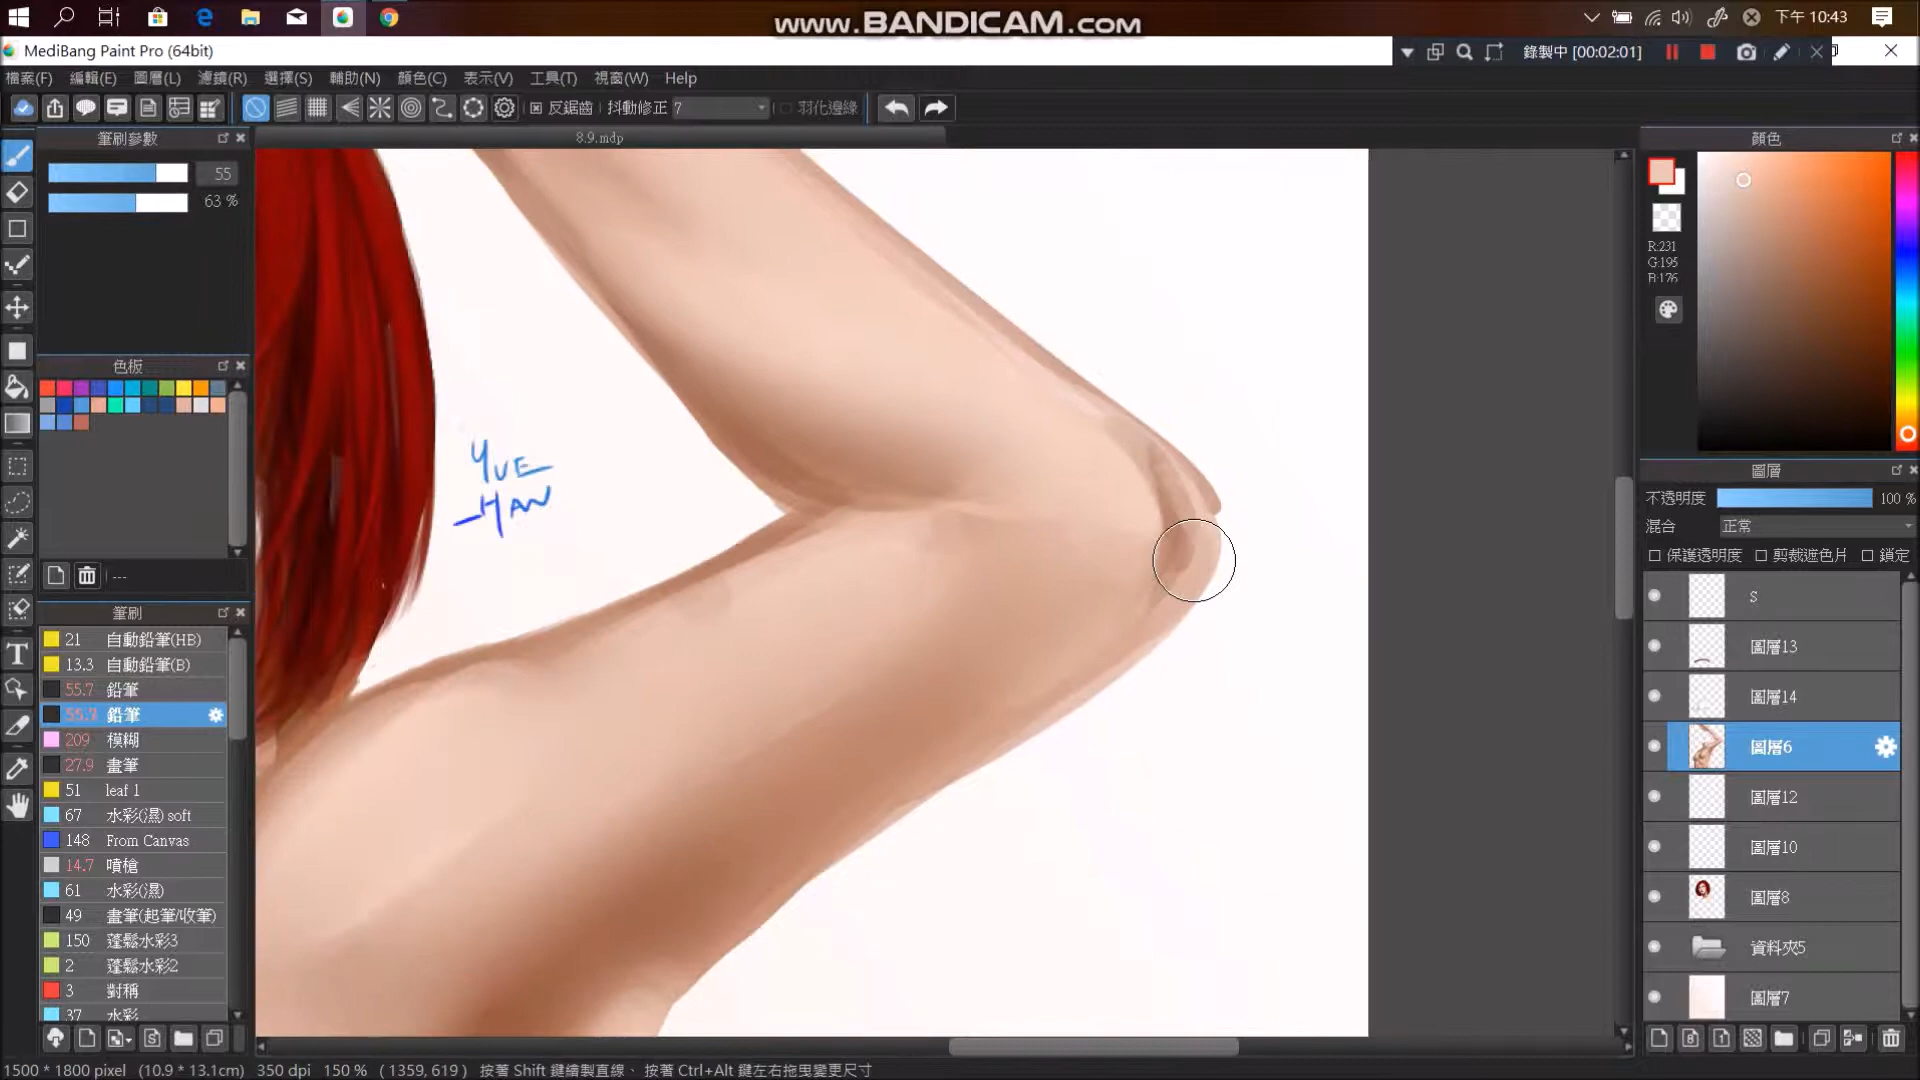 www.BANDICAM.com
下午 10:43
MediBang Paint Pro (64bit)
錄製中 [00:02:01]
檔案(F) 編輯(E) 圖層(L) 濾鏡(R) 選擇(S) 輔助(N) 顏色(C) 表示(V) 工具(T) 視窗(W) Help
反鋸齒 抖動修正 7 羽化邊緣
8.9.mdp
筆刷參數
55
63 %
色板
---
筆刷
21 自動鉛筆(HB)
13.3 自動鉛筆(B)
55.7 鉛筆
55.7 鉛筆
209 模糊
27.9 畫筆
51 leaf 1
67 水彩(濕) soft
148 From Canvas
14.7 噴槍
61 水彩(濕)
49 畫筆(起筆/收筆)
150 蓬鬆水彩3
2 蓬鬆水彩2
3 對稱
37 水彩
YUE
HAN
顏色
R:231
G:195
B:176
圖層
不透明度 100 %
混合 正常
保護透明度 剪裁遮色片 鎖定
S
圖層13
圖層14
圖層6
圖層12
圖層10
圖層8
資料夾5
圖層7
1500 * 1800 pixel (10.9 * 13.1cm) 350 dpi 150 % ( 1359, 619 ) 按著 Shift 鍵繪製直線、 按著 Ctrl+Alt 鍵左右拖曳變更尺寸